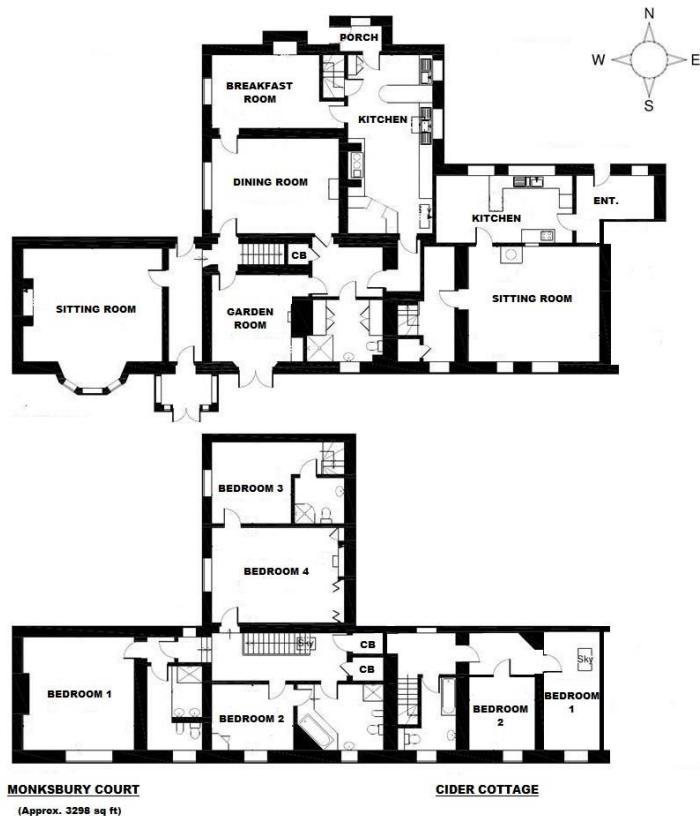 N
W
E
S
PORCH
BREAKFAST
ROOM
KITCHEN
DINING ROOM
KITCHEN
ENT.
CB
SITTING ROOM
GARDEN
ROOM
SITTING ROOM
BEDROOM 3
BEDROOM 4
Sky
CB
CB
Sky
BEDROOM 1
BEDROOM 2
BEDROOM
2
BEDROOM
1
MONKSBURY COURT
(Approx. 3298 sq ft)
CIDER COTTAGE